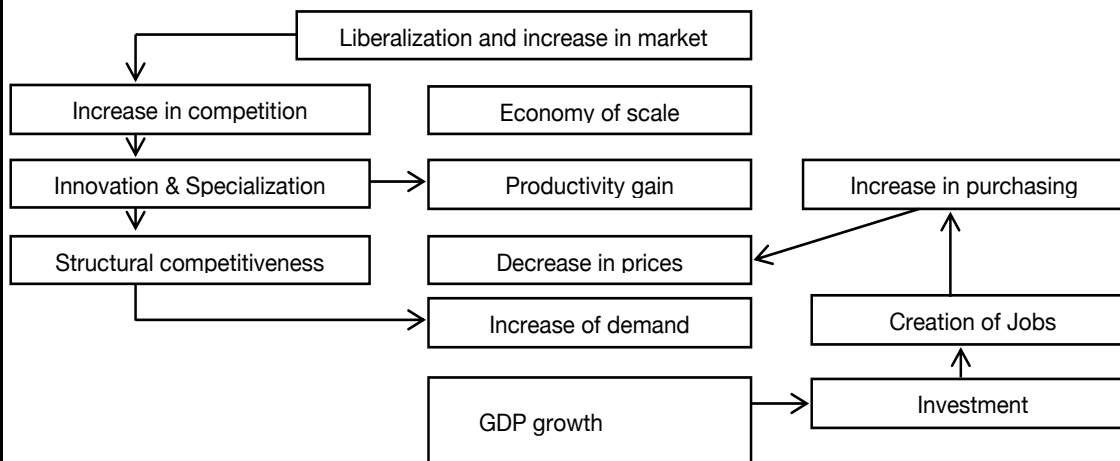 Liberalization and increase in market
Increase in competition
Economy of scale
Innovation & Specialization
Productivity gain
Increase in purchasing
Structural competitiveness
Decrease in prices
Increase of demand
Creation of Jobs
GDP growth
Investment